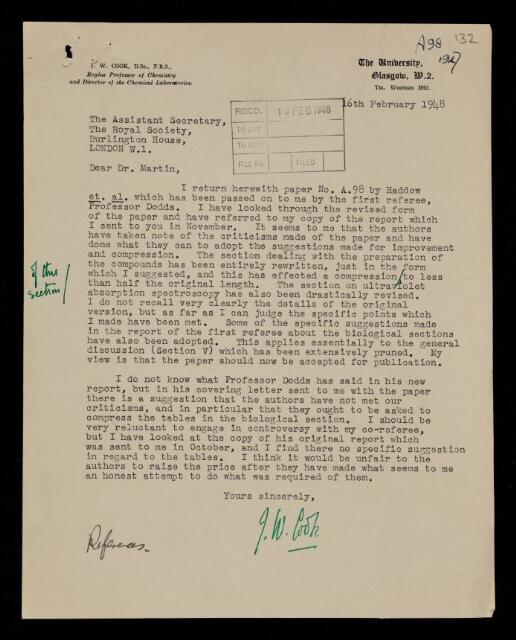 A98 132
1947
J. W. COOK, D.Sc., F.R.S.,
Regius Professor of Chemistry
and Director of the Chemical Laboratories.
The University,
Glasgow, W.2.
TEL. WESTERN 5901.
16th February 1948
RECD. 18 FEB 1948
TO ANS
TO NOTE
FILE No. FILED
The Assistant Secretary,
The Royal Society,
Burlington House,
LONDON W.1.
Dear Dr. Martin,
I return herewith paper No. A.98 by Haddow
et. al. which has been passed on to me by the first referee,
Professor Dodds. I have looked through the revised form
of the paper and have referred to my copy of the report which
I sent to you in November. It seems to me that the authors
have taken note of the criticisms made of the paper and have
done what they can to adopt the suggestions made for improvement
and compression. The section dealing with the preparation of
the compounds has been entirely rewritten, just in the form
which I suggested, and this has effected a compression to less
of this
section/
than half the original length. The section on ultraviolet
absorption spectroscopy has also been drastically revised.
I do not recall very clearly the details of the original
version, but as far as I can judge the specific points which
I made have been met. Some of the specific suggestions made
in the report of the first referee about the biological sections
have also been adopted. This applies essentially to the general
discussion (Section V) which has been extensively pruned. My
view is that the paper should now be accepted for publication.
I do not know what Professor Dodds has said in his new
report, but in his covering letter sent to me with the paper
there is a suggestion that the authors have not met our
criticisms, and in particular that they ought to be asked to
compress the tables in the biological section. I should be
very reluctant to engage in controversy with my co-referee,
but I have looked at the copy of his original report which
was sent to me in October, and I find there no specific suggestion
in regard to the tables. I think it would be unfair to the
authors to raise the price after they have made what seems to me
an honest attempt to do what was required of them.
Yours sincerely,
J. W. Cook
Referees.